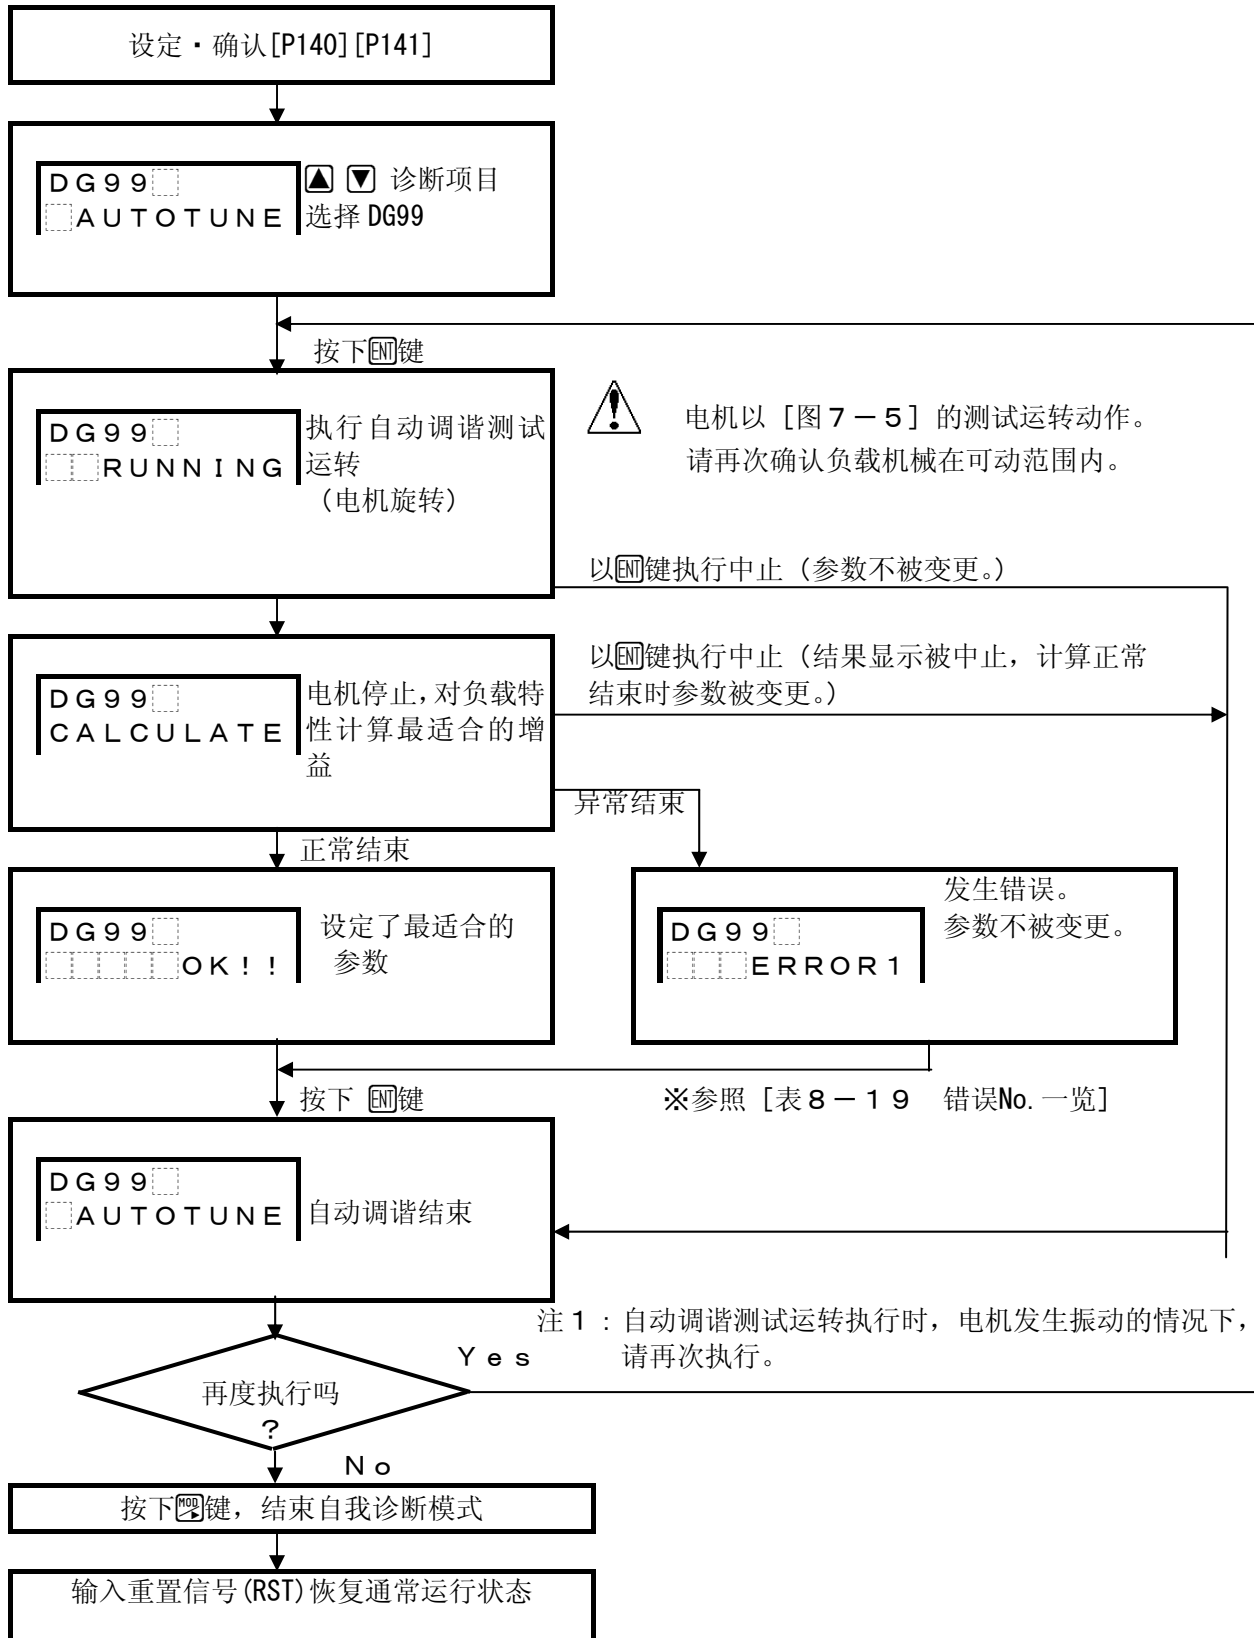 设定・确认[P140][P141]
DG99
AUTOTUNE
▲ ▼ 诊断项目
选择 DG99
按下ENT键
DG99
RUNNING
执行自动调谐测试
运转
（电机旋转）
电机以［图７－５］的测试运转动作。
请再次确认负载机械在可动范围内。
以ENT键执行中止（参数不被变更。）
DG99
CALCULATE
电机停止，对负载特
性计算最适合的增
益
以ENT键执行中止（结果显示被中止，计算正常
结束时参数被变更。）
异常结束
正常结束
DG99
OK!!
设定了最适合的
参数
DG99
ERROR1
发生错误。
参数不被变更。
按下 ENT键
※参照［表８－１９　错误No.一览］
DG99
AUTOTUNE
自动调谐结束
注１：自动调谐测试运转执行时，电机发生振动的情况下，
请再次执行。
Yes
再度执行吗
？
No
按下MOD键，结束自我诊断模式
输入重置信号(RST)恢复通常运行状态